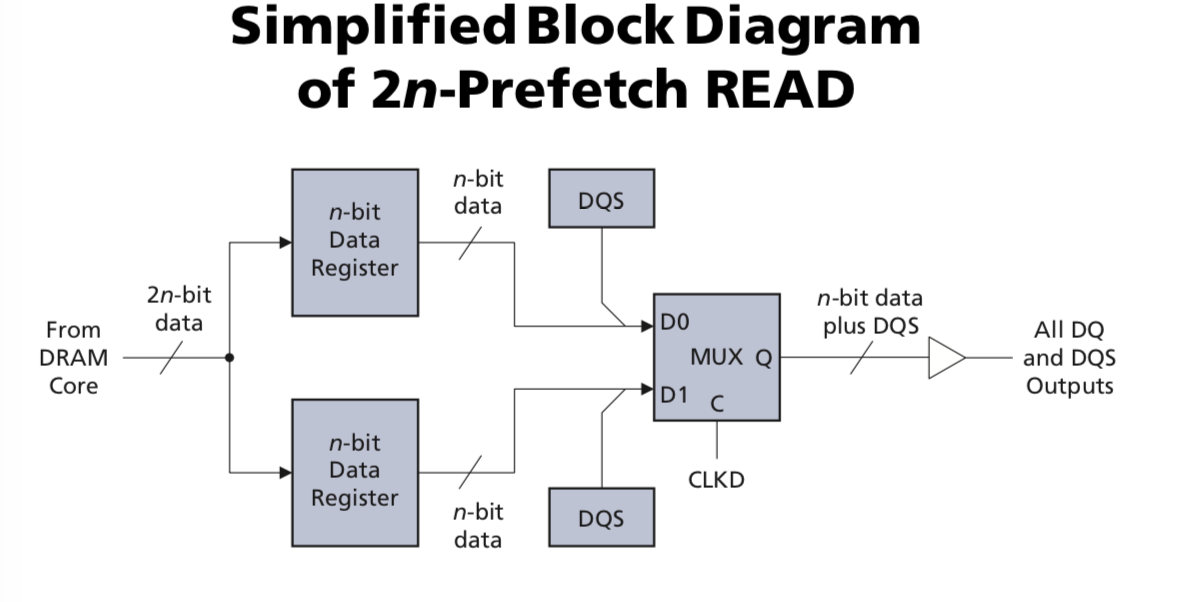 Simplified Block Diagram
of 2n-Prefetch READ
From
DRAM
Core
2n-bit
data
n-bit
Data
Register
n-bit
data
DQS
n-bit
Data
Register
n-bit
data
DQS
D0
MUX Q
D1
C
CLKD
n-bit data
plus DQS
All DQ
and DQS
Outputs